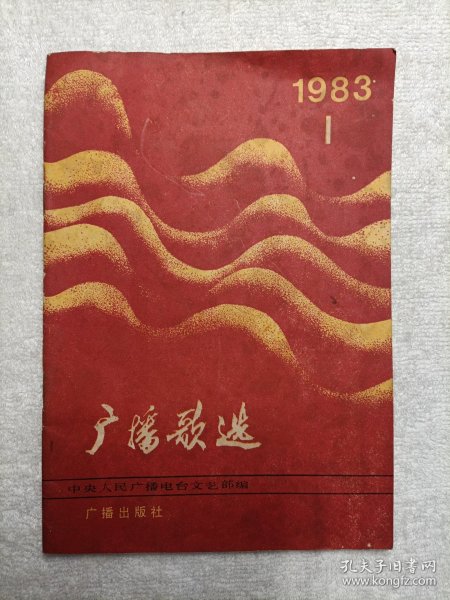 1983
1
广播歌选
中央人民广播电台文艺部编
广播出版社
孔夫子旧书网
www.kongfz.com